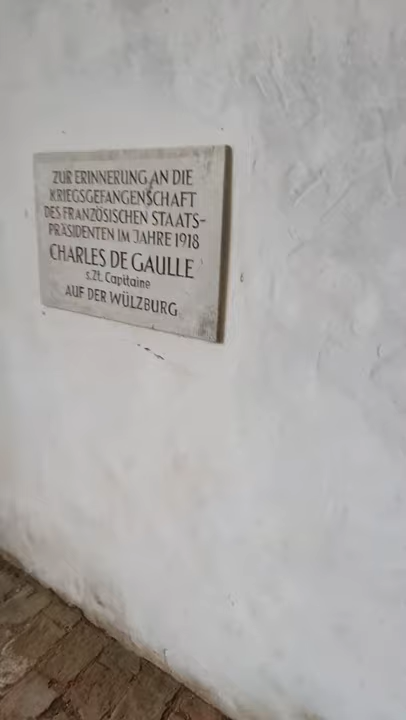 ZUR ERINNERUNG AN DIE
KRIEGSGEFANGENSCHAFT
DES FRANZÖSISCHEN STAATS-
PRÄSIDENTEN IM JAHRE 1918
CHARLES DE GAULLE
s.Zt. Capitaine
AUF DER WÜLZBURG